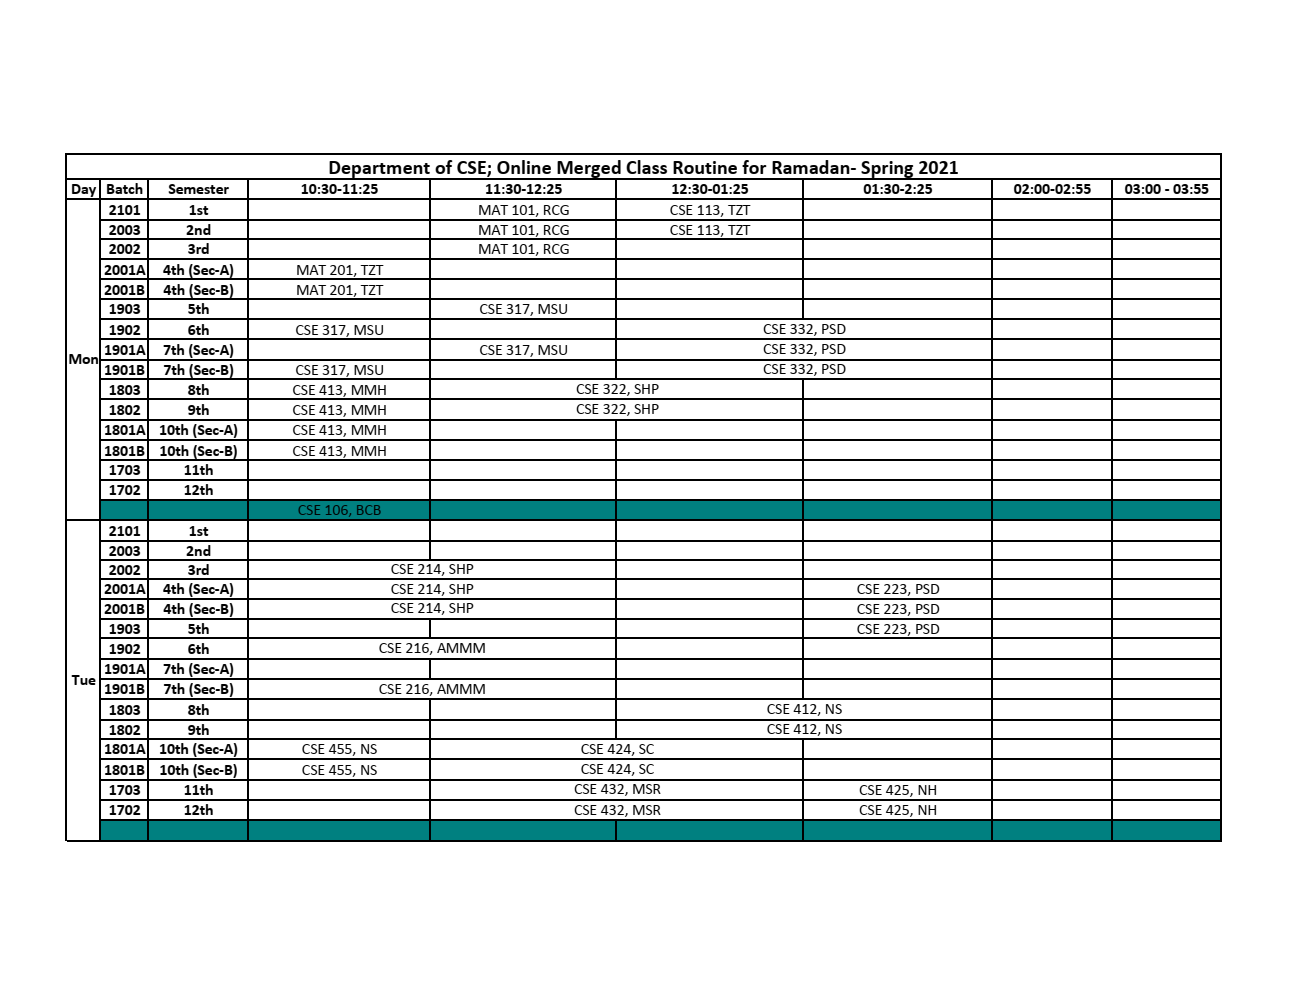 Department of CSE; Online Merged Class Routine for Ramadan- Spring 2021
Day Batch Semester 10:30-11:25 11:30-12:25 12:30-01:25 01:30-2:25 02:00-02:55 03:00 - 03:55
Mon
2101 1st MAT 101, RCG CSE 113, TZT
2003 2nd MAT 101, RCG CSE 113, TZT
2002 3rd MAT 101, RCG
2001A 4th (Sec-A) MAT 201, TZT
2001B 4th (Sec-B) MAT 201, TZT
1903 5th CSE 317, MSU
1902 6th CSE 317, MSU CSE 332, PSD
1901A 7th (Sec-A) CSE 317, MSU CSE 332, PSD
1901B 7th (Sec-B) CSE 317, MSU CSE 332, PSD
1803 8th CSE 413, MMH CSE 322, SHP
1802 9th CSE 413, MMH CSE 322, SHP
1801A 10th (Sec-A) CSE 413, MMH
1801B 10th (Sec-B) CSE 413, MMH
1703 11th
1702 12th
CSE 106, BCB
Tue
2101 1st
2003 2nd
2002 3rd CSE 214, SHP
2001A 4th (Sec-A) CSE 214, SHP CSE 223, PSD
2001B 4th (Sec-B) CSE 214, SHP CSE 223, PSD
1903 5th CSE 223, PSD
1902 6th CSE 216, AMMM
1901A 7th (Sec-A)
1901B 7th (Sec-B) CSE 216, AMMM
1803 8th CSE 412, NS
1802 9th CSE 412, NS
1801A 10th (Sec-A) CSE 455, NS CSE 424, SC
1801B 10th (Sec-B) CSE 455, NS CSE 424, SC
1703 11th CSE 432, MSR CSE 425, NH
1702 12th CSE 432, MSR CSE 425, NH